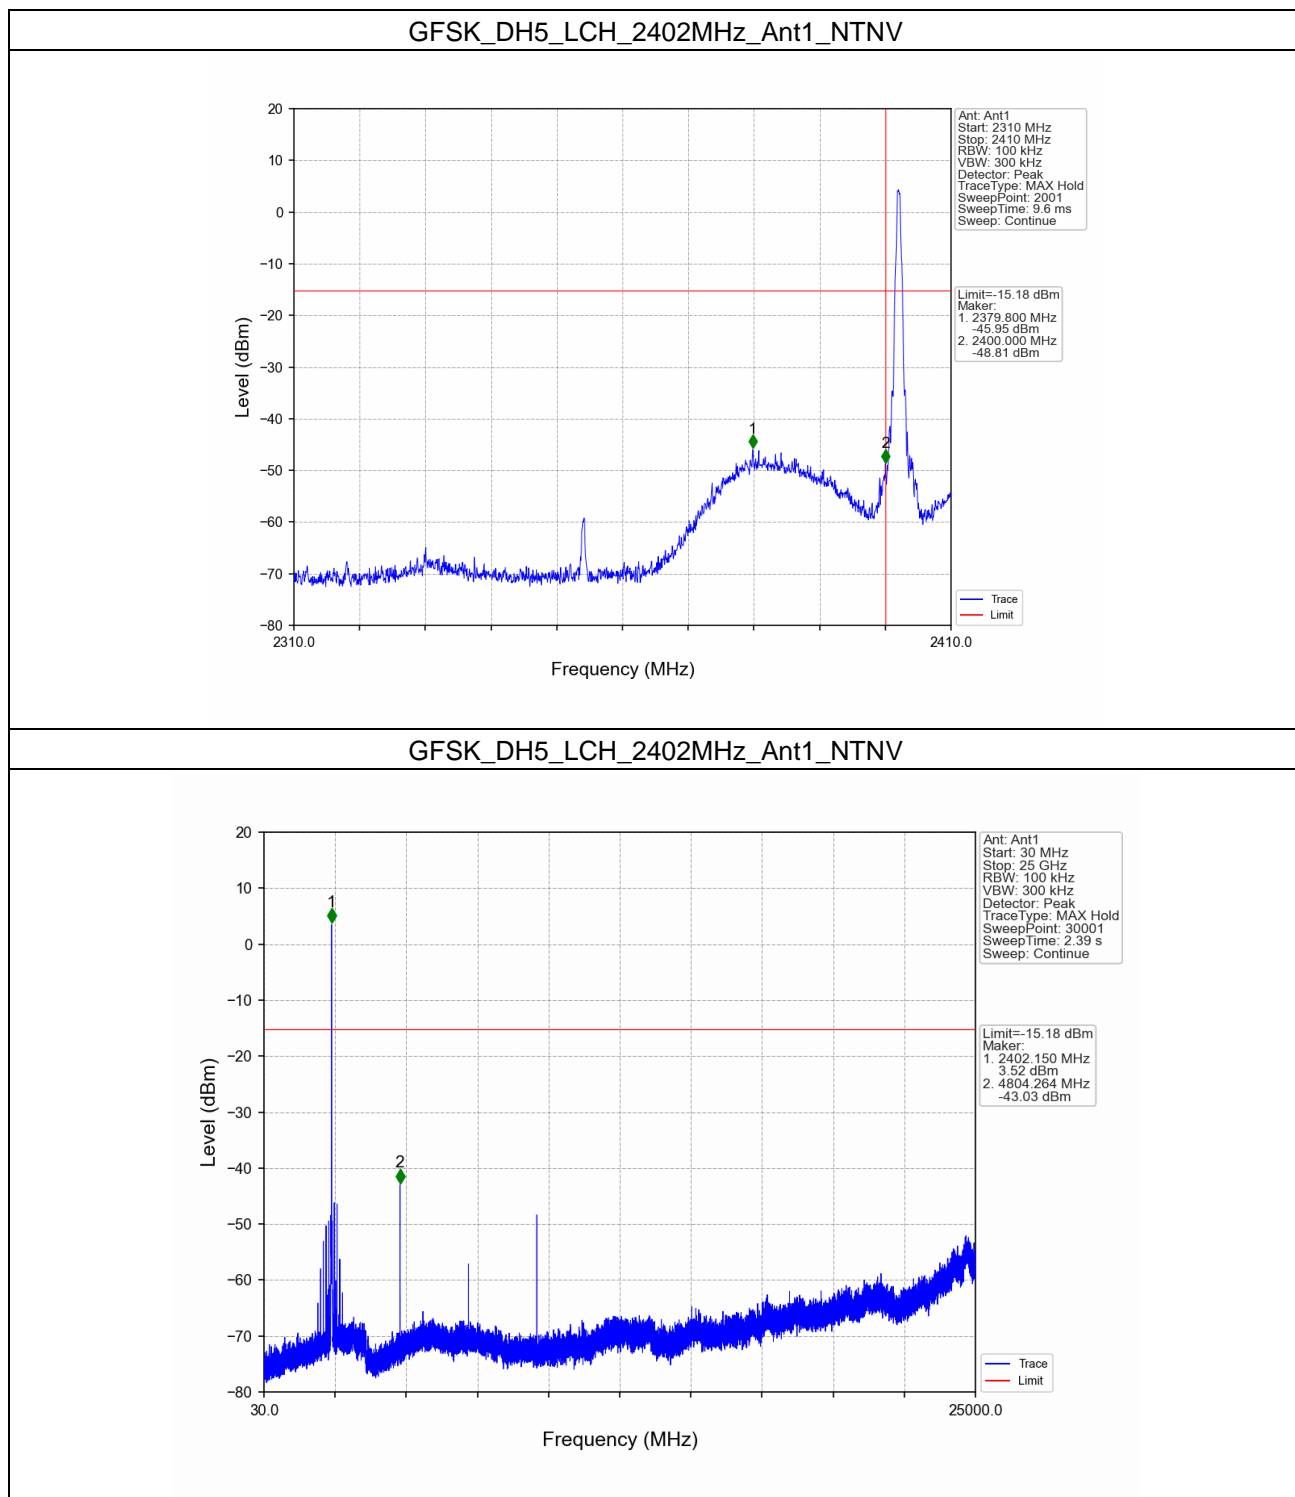 GFSK_DH5_LCH_2402MHz_Ant1_NTNV
20
10
0
−10
−20
−30
−40
−50
−60
−70
−80
Level (dBm)
2310.0
2410.0
Frequency (MHz)
1
2
Ant: Ant1
Start: 2310 MHz
Stop: 2410 MHz
RBW: 100 kHz
VBW: 300 kHz
Detector: Peak
TraceType: MAX Hold
SweepPoint: 2001
SweepTime: 9.6 ms
Sweep: Continue
Limit=-15.18 dBm
Maker:
1. 2379.800 MHz
-45.95 dBm
2. 2400.000 MHz
-48.81 dBm
Trace
Limit
GFSK_DH5_LCH_2402MHz_Ant1_NTNV
20
10
0
−10
−20
−30
−40
−50
−60
−70
−80
Level (dBm)
30.0
25000.0
Frequency (MHz)
1
2
Ant: Ant1
Start: 30 MHz
Stop: 25 GHz
RBW: 100 kHz
VBW: 300 kHz
Detector: Peak
TraceType: MAX Hold
SweepPoint: 30001
SweepTime: 2.39 s
Sweep: Continue
Limit=-15.18 dBm
Maker:
1. 2402.150 MHz
3.52 dBm
2. 4804.264 MHz
-43.03 dBm
Trace
Limit